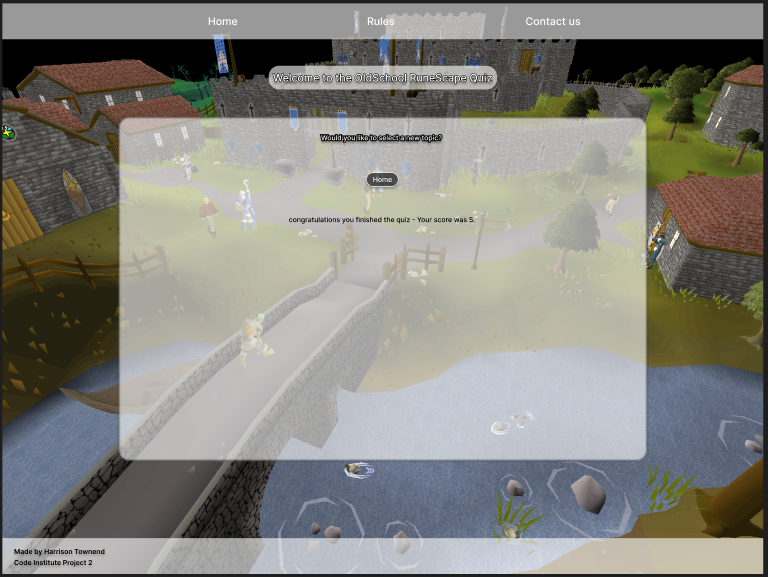 Home Rules Contact us
Welcome to the OldSchool RuneScape Quiz
Would you like to select a new topic?
Home
congratulations you finished the quiz - Your score was 5.
Made by Harrison Townend
Code Institute Project 2